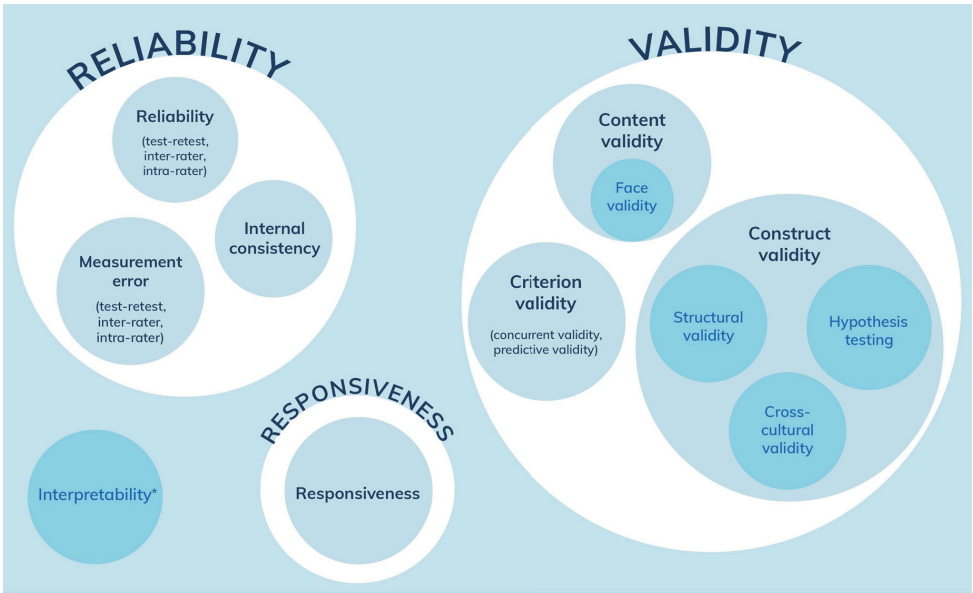 RELIABILITY
Reliability
(test-retest,
inter-rater,
intra-rater)
Internal
consistency
Measurement
error
(test-retest,
inter-rater,
intra-rater)
VALIDITY
Content
validity
Face
validity
Criterion
validity
(concurrent validity,
predictive validity)
Construct
validity
Structural
validity
Hypothesis
testing
Cross-
cultural
validity
RESPONSIVENESS
Responsiveness
Interpretability*